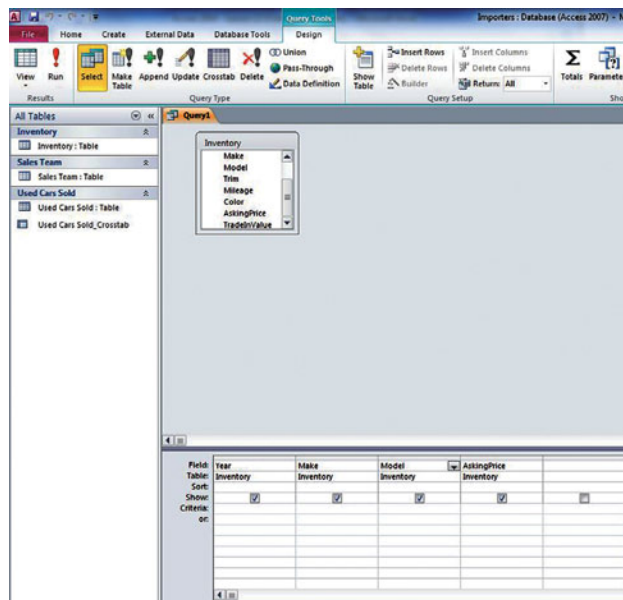 Query Tools
Importers : Database (Access 2007) -
File Home Create External Data Database Tools Design
View Run Select Make Table Append Update Crosstab Delete
Union
Pass-Through
Data Definition
Show Table
Insert Rows
Delete Rows
Builder
Insert Columns
Delete Columns
Return: All
Σ
Totals
Results
Query Type
Query Setup
All Tables
Query1
Inventory
Inventory : Table
Sales Team
Sales Team : Table
Used Cars Sold
Used Cars Sold : Table
Used Cars Sold_Crosstab
Inventory
Make
Model
Trim
Mileage
Color
AskingPrice
TradeInValue
Field: Year Make Model AskingPrice
Table: Inventory Inventory Inventory Inventory
Sort:
Show:
Criteria:
or: